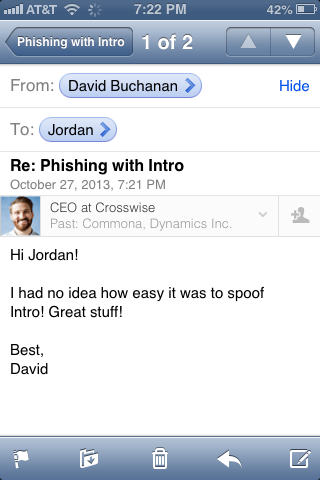 AT&T 7:22 PM 42%
Phishing with Intro 1 of 2
From: David Buchanan Hide
To: Jordan
Re: Phishing with Intro
October 27, 2013, 7:21 PM
CEO at Crosswise
Past: Commona, Dynamics Inc.
Hi Jordan!
I had no idea how easy it was to spoof
Intro! Great stuff!
Best,
David